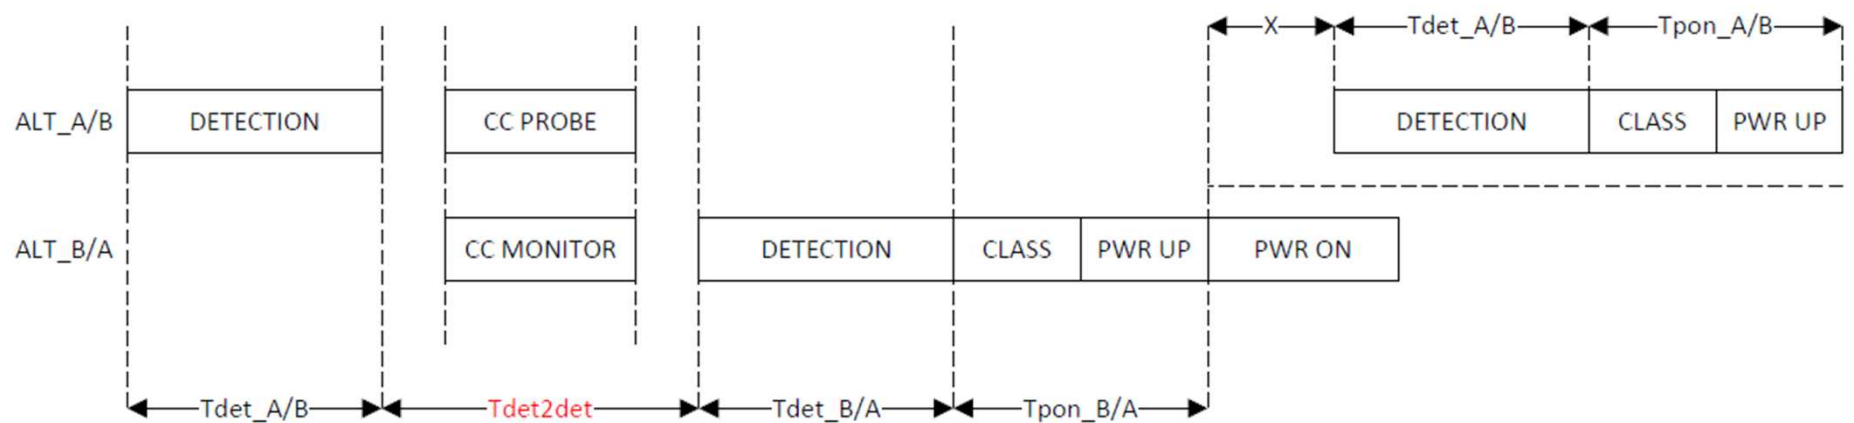 X Tdet_A/B Tpon_A/B
ALT_A/B DETECTION CC PROBE DETECTION CLASS PWR UP
ALT_B/A CC MONITOR DETECTION CLASS PWR UP PWR ON
Tdet_A/B Tdet2det Tdet_B/A Tpon_B/A